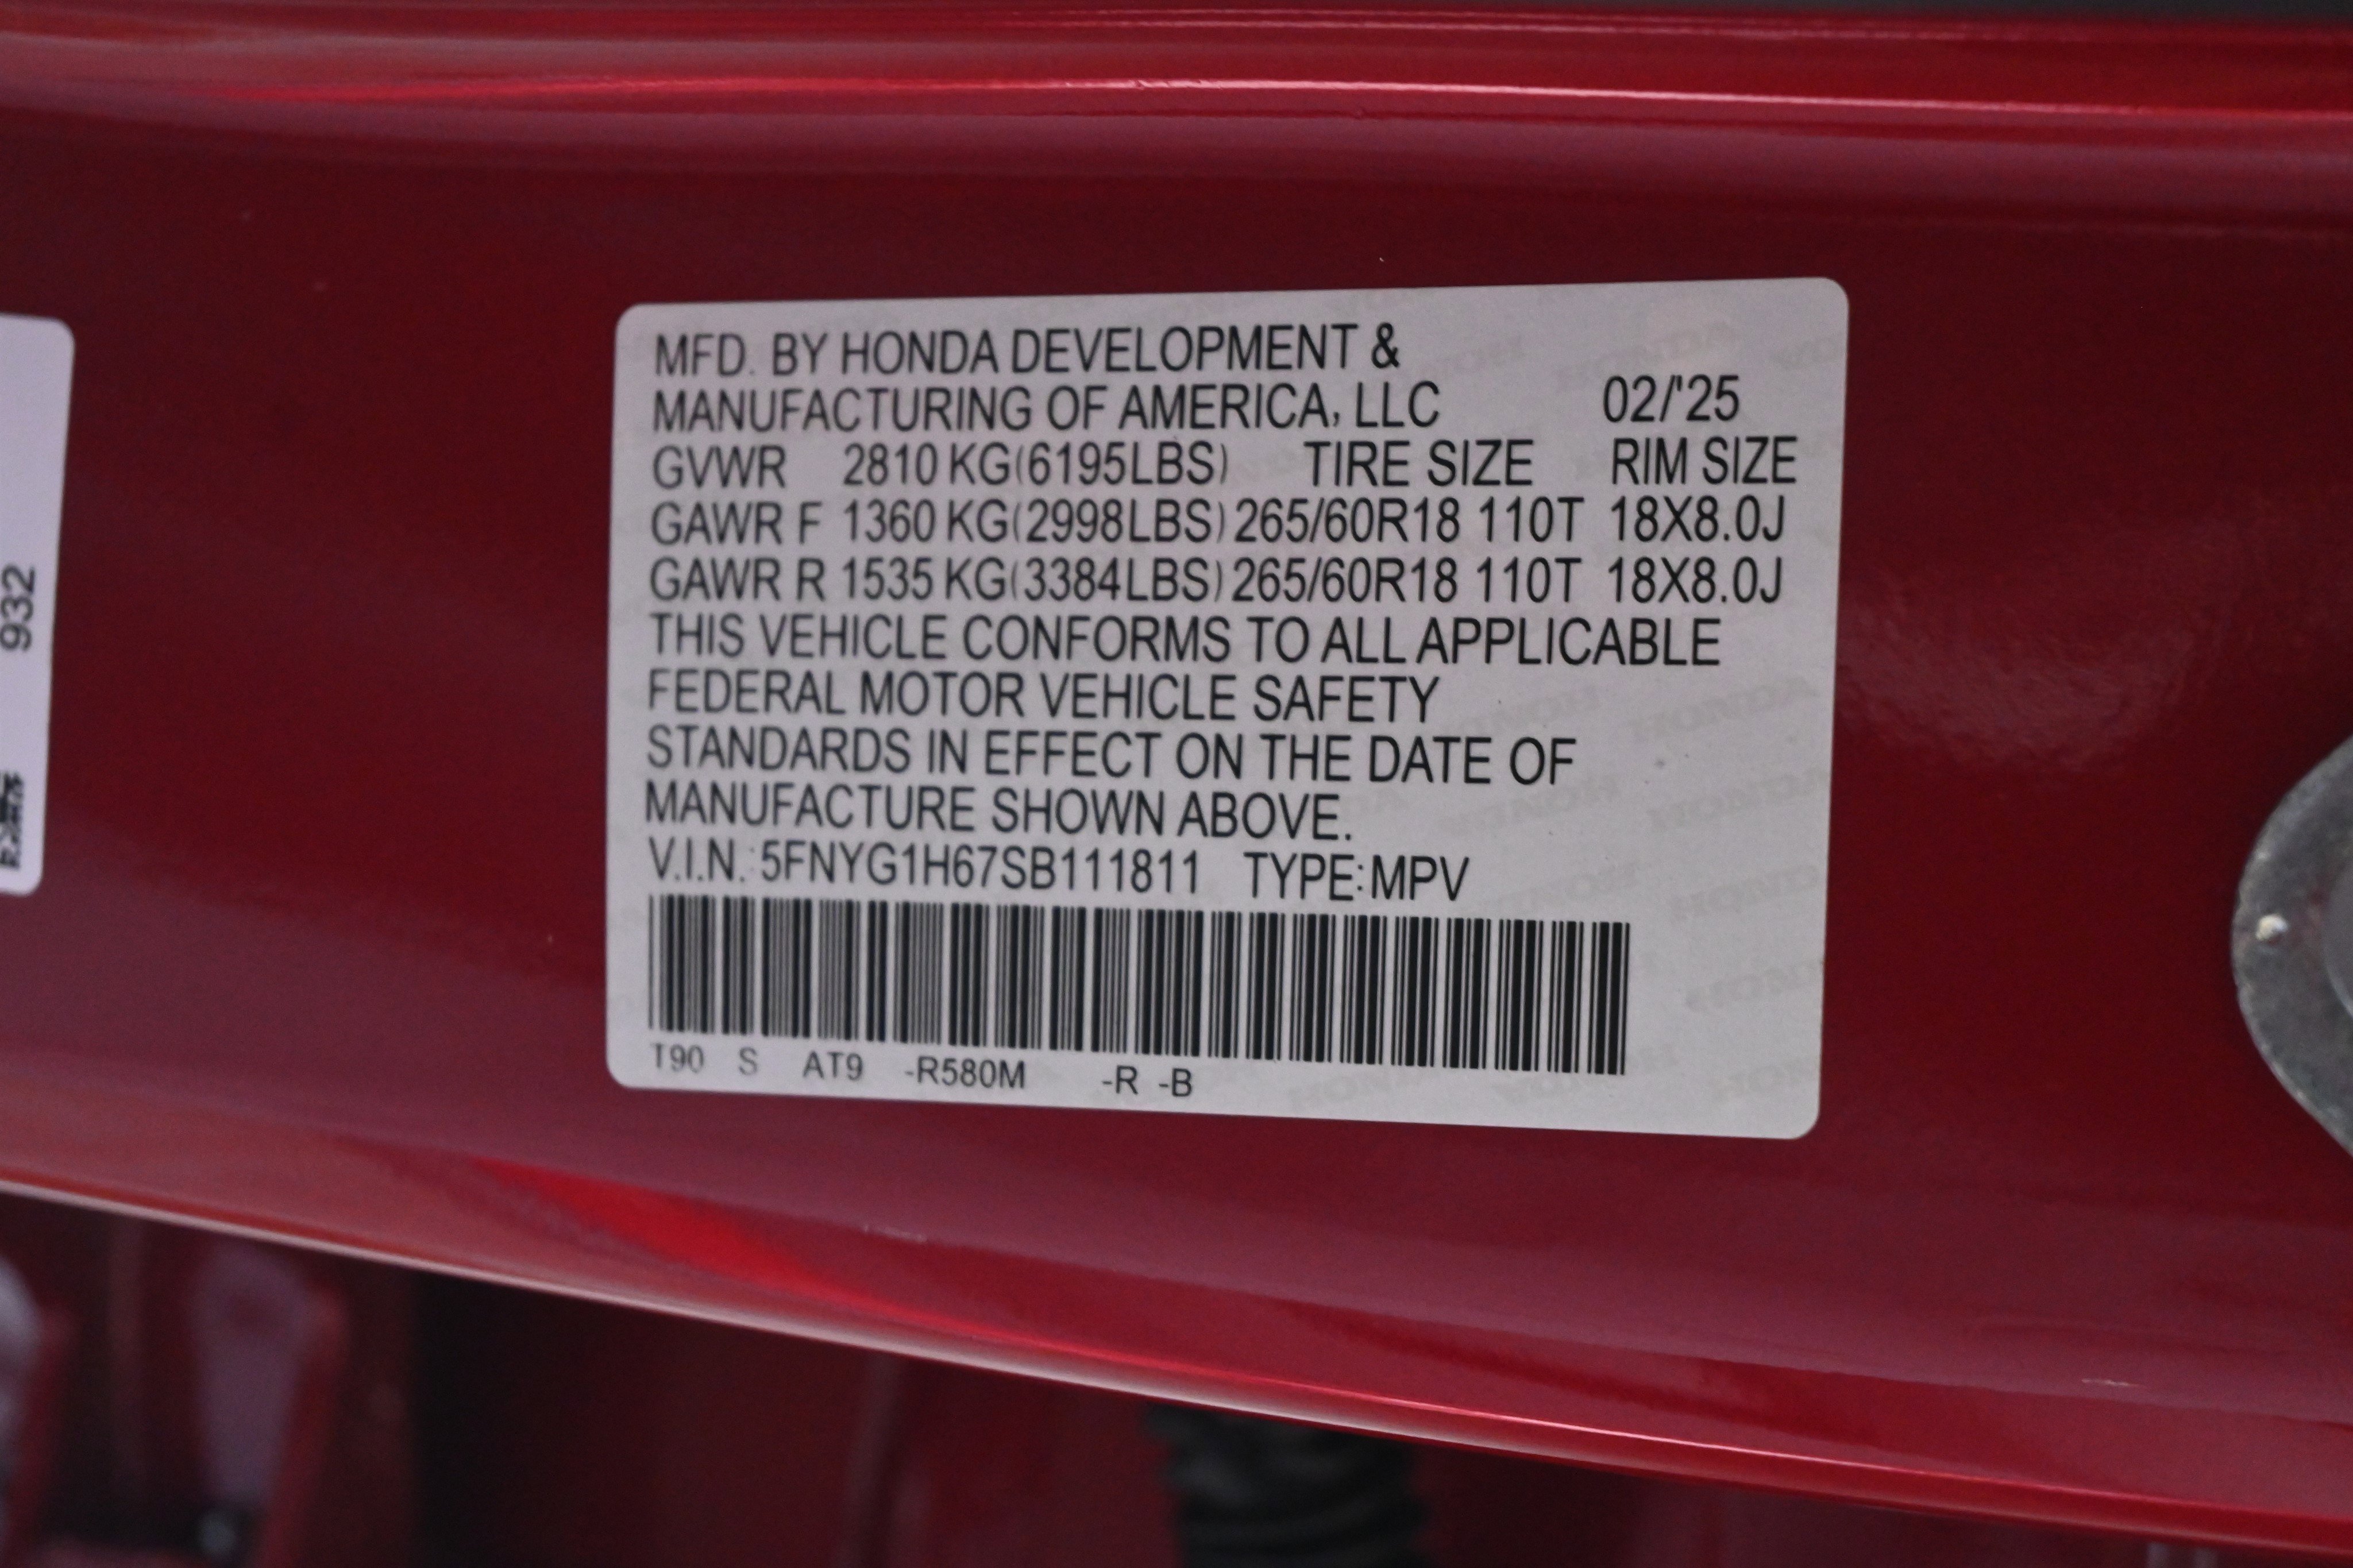 MFD. BY HONDA DEVELOPMENT &
MANUFACTURING OF AMERICA, LLC 02/'25
GVWR 2810 KG(6195LBS) TIRE SIZE RIM SIZE
GAWR F 1360 KG(2998LBS) 265/60R18 110T 18X8.0J
GAWR R 1535 KG(3384LBS) 265/60R18 110T 18X8.0J
THIS VEHICLE CONFORMS TO ALL APPLICABLE
FEDERAL MOTOR VEHICLE SAFETY
STANDARDS IN EFFECT ON THE DATE OF
MANUFACTURE SHOWN ABOVE.
V.I.N.: 5FNYG1H67SB111811 TYPE:MPV
T90 S AT9 -R580M -R -B
932